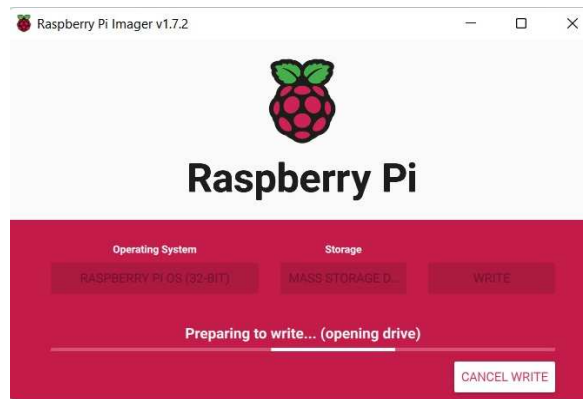 Raspberry Pi Imager v1.7.2
Raspberry Pi
Operating System
Storage
RASPBERRY PI OS (32-BIT)
MASS STORAGE D...
WRITE
Preparing to write... (opening drive)
CANCEL WRITE